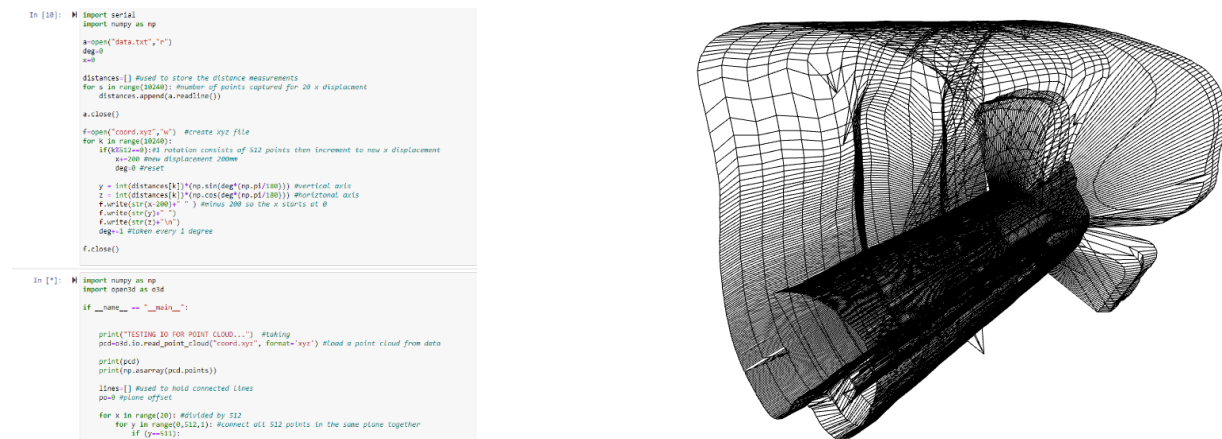 In [10]:
import serial
import numpy as np
a=open("data.txt","r")
deg=0
x=0
distances=[] #used to store the distance measurements
for s in range(10240): #number of points captured for 20 x displacment
distances.append(a.readline())
a.close()
f=open("coord.xyz","w") #create xyz file
for k in range(10240):
if(k%512==0):#1 rotation consists of 512 points then increment to new x displacement
x+=200 #new displacement 200mm
deg=0 #reset
y = int(distances[k])*(np.sin(deg*(np.pi/180))) #vertical axis
z = int(distances[k])*(np.cos(deg*(np.pi/180))) #horiztonal axis
f.write(str(x-200)+" " ) #minus 200 so the x starts at 0
f.write(str(y)+" ")
f.write(str(z)+"\n")
deg+=1 #taken every 1 degree
f.close()
In [*]:
import numpy as np
import open3d as o3d
if __name__ == "__main__":
print("TESTING IO FOR POINT CLOUD...") #taking
pcd=o3d.io.read_point_cloud("coord.xyz", format='xyz') #load a point cloud from data
print(pcd)
print(np.asarray(pcd.points))
lines=[] #used to hold connected lines
po=0 #plane offset
for x in range(20): #divided by 512
for y in range(0,512,1): #connect all 512 points in the same plane together
if (y==511):